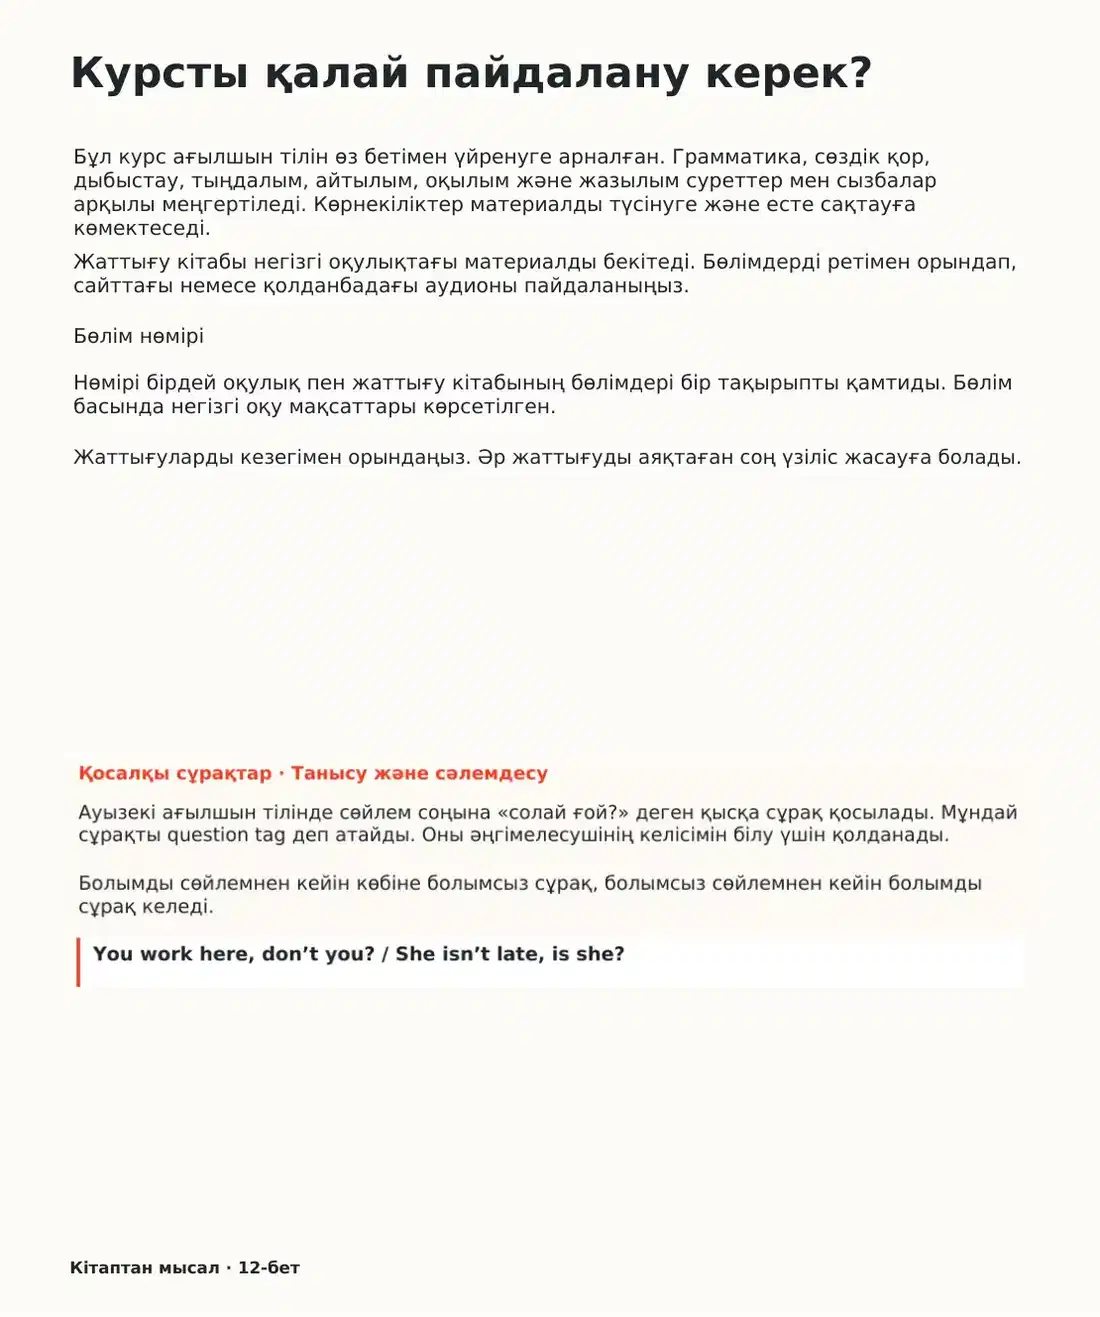 Курсты қалай пайдалану керек?
Бұл курс ағылшын тілін өз бетімен үйренуге арналған. Грамматика, сөздік қор,
дыбыстау, тыңдалым, айтылым, оқылым және жазылым суреттер мен сызбалар
арқылы меңгертіледі. Көрнекіліктер материалды түсінуге және есте сақтауға
көмектеседі.
Жаттығу кітабы негізгі оқулықтағы материалды бекітеді. Бөлімдерді ретімен орындап,
сайттағы немесе қолданбадағы аудионы пайдаланыңыз.
Бөлім нөмірі
Нөмірі бірдей оқулық пен жаттығу кітабының бөлімдері бір тақырыпты қамтиды. Бөлім
басында негізгі оқу мақсаттары көрсетілген.
Жаттығуларды кезегімен орындаңыз. Әр жаттығуды аяқтаған соң үзіліс жасауға болады.
Қосалқы сұрақтар · Танысу және сәлемдесу
Ауызекі ағылшын тілінде сөйлем соңына «солай ғой?» деген қысқа сұрақ қосылады. Мұндай
сұрақты question tag деп атайды. Оны әңгімелесушінің келісімін білу үшін қолданады.
Болымды сөйлемнен кейін көбіне болымсыз сұрақ, болымсыз сөйлемнен кейін болымды
сұрақ келеді.
You work here, don’t you? / She isn’t late, is she?
Кітаптан мысал · 12-бет